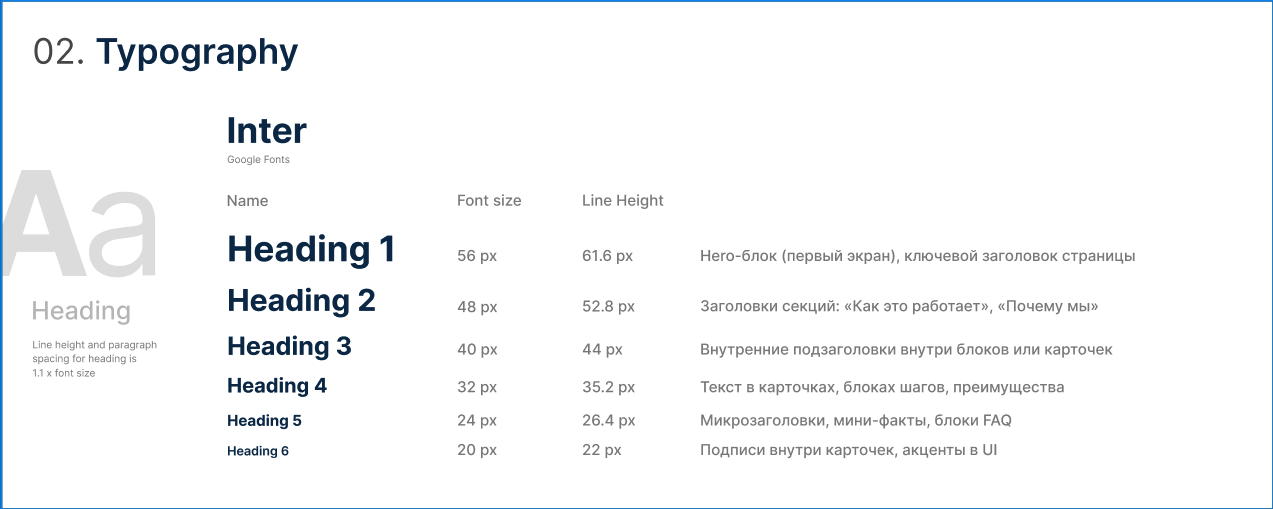 02. Typography
Inter
Google Fonts
Aa
Heading
Line height and paragraph
spacing for heading is
1.1 x font size
Name Font size Line Height
Heading 1 56 px 61.6 px Hero-блок (первый экран), ключевой заголовок страницы
Heading 2 48 px 52.8 px Заголовки секций: «Как это работает», «Почему мы»
Heading 3 40 px 44 px Внутренние подзаголовки внутри блоков или карточек
Heading 4 32 px 35.2 px Текст в карточках, блоках шагов, преимущества
Heading 5 24 px 26.4 px Микрозаголовки, мини-факты, блоки FAQ
Heading 6 20 px 22 px Подписи внутри карточек, акценты в UI